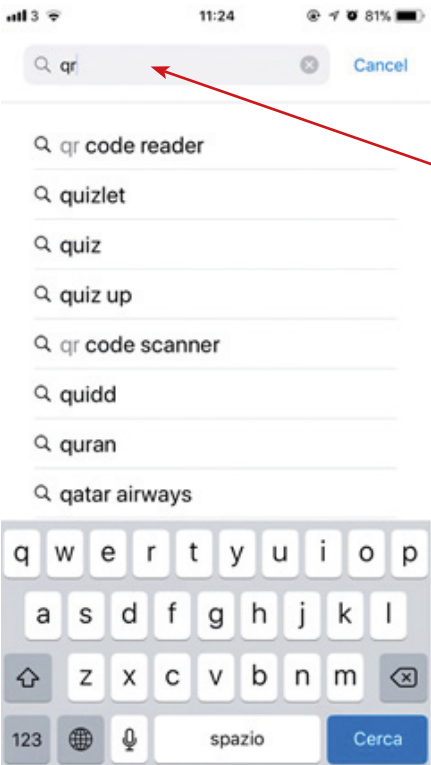 3 11:24 81%
qr Cancel
qr code reader
quizlet
quiz
quiz up
qr code scanner
quidd
quran
qatar airways
q w e r t y u i o p
a s d f g h j k l
z x c v b n m
123 spazio Cerca